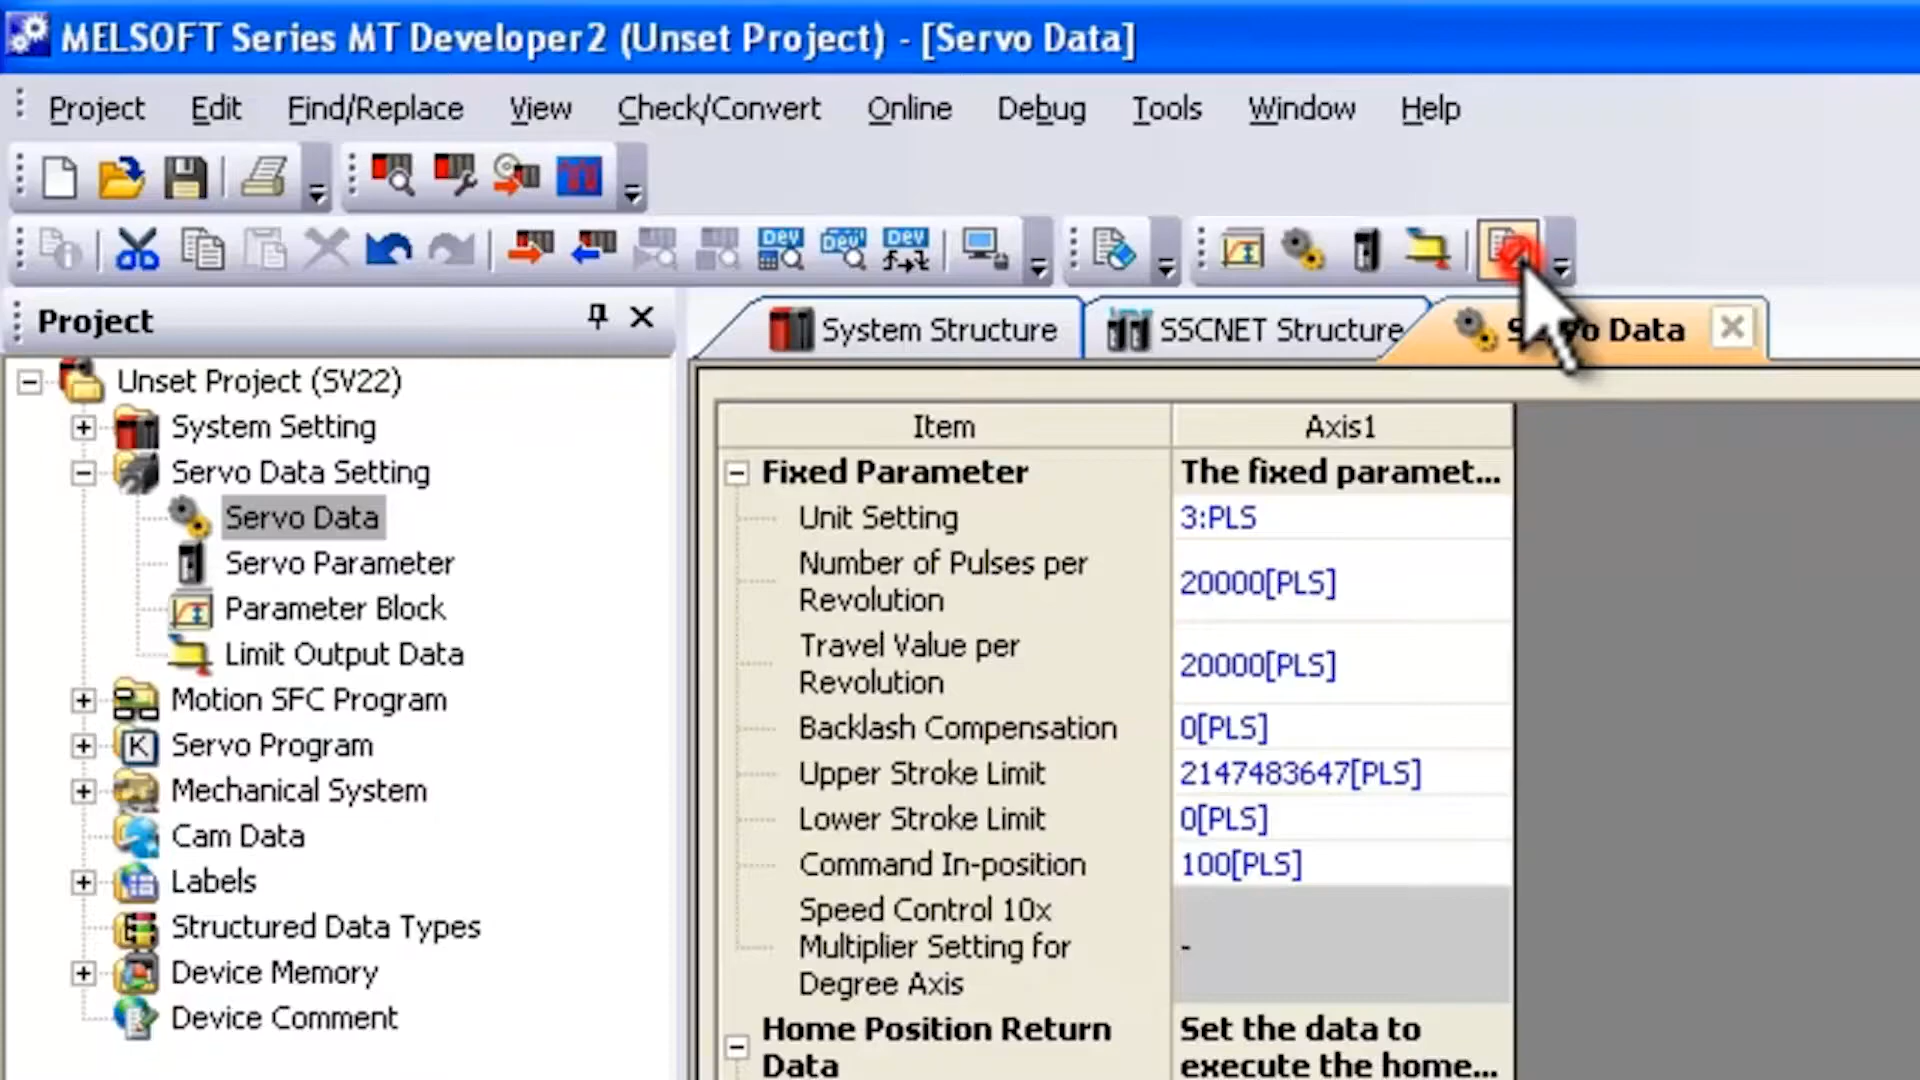 MELSOFT Series MT Developer2 (Unset Project) - [Servo Data]
Project Edit Find/Replace View Check/Convert Online Debug Tools Window Help
Dev Dev Dev
Project
System Structure SSCNET Structure Servo Data
Unset Project (SV22)
System Setting
Servo Data Setting
Servo Data
Servo Parameter
Parameter Block
Limit Output Data
Motion SFC Program
K Servo Program
Mechanical System
Cam Data
Labels
Structured Data Types
Device Memory
Device Comment
Item Axis1
Fixed Parameter The fixed paramet...
Unit Setting 3:PLS
Number of Pulses per
Revolution
20000[PLS]
Travel Value per
Revolution
20000[PLS]
Backlash Compensation 0[PLS]
Upper Stroke Limit 2147483647[PLS]
Lower Stroke Limit 0[PLS]
Command In-position 100[PLS]
Speed Control 10x
Multiplier Setting for
Degree Axis
-
Home Position Return
Data
Set the data to
execute the home...